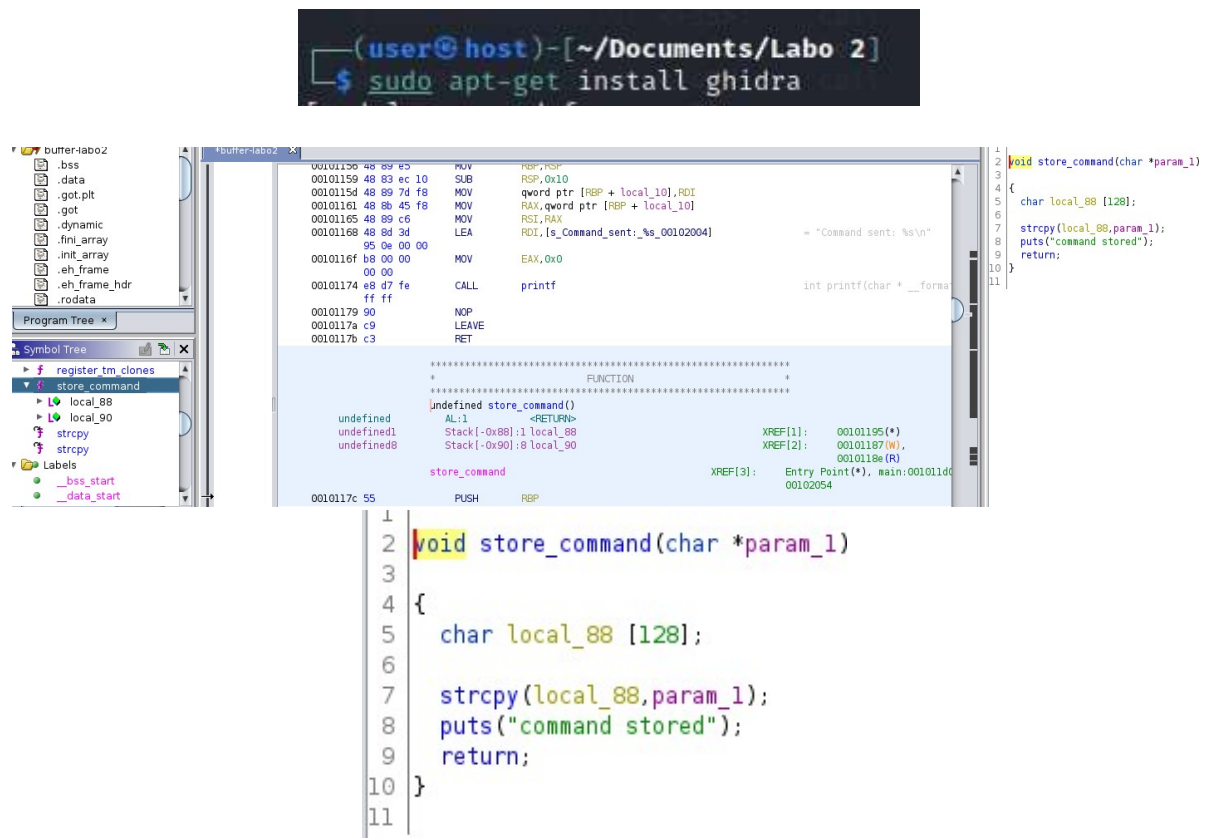 (user㉿host)-[~/Documents/Labo 2]
$ sudo apt-get install ghidra
buffer-labo2
.bss
.data
.got.plt
.got
.dynamic
.fini_array
.init_array
.eh_frame
.eh_frame_hdr
.rodata
Program Tree ×
Symbol Tree
f register_tm_clones
f store_command
local_88
local_90
strcpy
strcpy
Labels
__bss_start
__data_start
*buffer-labo2
00101156 48 89 e5 MOV RBP,RSP
00101159 48 83 ec 10 SUB RSP,0x10
0010115d 48 89 7d f8 MOV qword ptr [RBP + local_10],RDI
00101161 48 8b 45 f8 MOV RAX,qword ptr [RBP + local_10]
00101165 48 89 c6 MOV RSI,RAX
00101168 48 8d 3d LEA RDI,[s_Command_sent:_%s_00102004] = "Command sent: %s\n"
95 0e 00 00
0010116f b8 00 00 MOV EAX,0x0
00 00
00101174 e8 d7 fe CALL printf int printf(char * __format
ff ff
00101179 90 NOP
0010117a c9 LEAVE
0010117b c3 RET
*************************************************************
* FUNCTION *
*************************************************************
undefined store_command()
undefined AL:1 <RETURN>
undefined1 Stack[-0x88]:1 local_88 XREF[1]: 00101195(*)
undefined8 Stack[-0x90]:8 local_90 XREF[2]: 00101187(W),
0010118e(R)
store_command XREF[3]: Entry Point(*), main:001011d0
00102054
0010117c 55 PUSH RBP
1
2 void store_command(char *param_1)
3
4 {
5 char local_88 [128];
6
7 strcpy(local_88,param_1);
8 puts("command stored");
9 return;
10 }
11
1
2 void store_command(char *param_1)
3
4 {
5 char local_88 [128];
6
7 strcpy(local_88,param_1);
8 puts("command stored");
9 return;
10 }
11